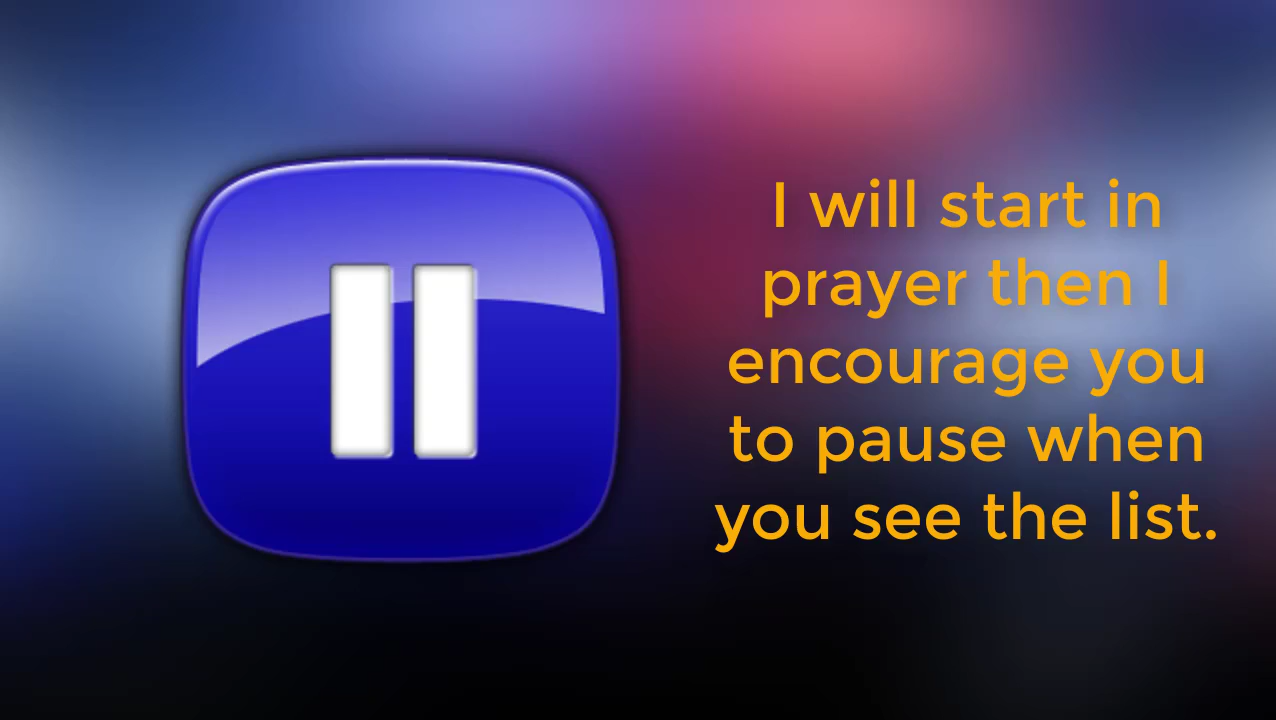 I will start in
prayer then I
encourage you
to pause when
you see the list.